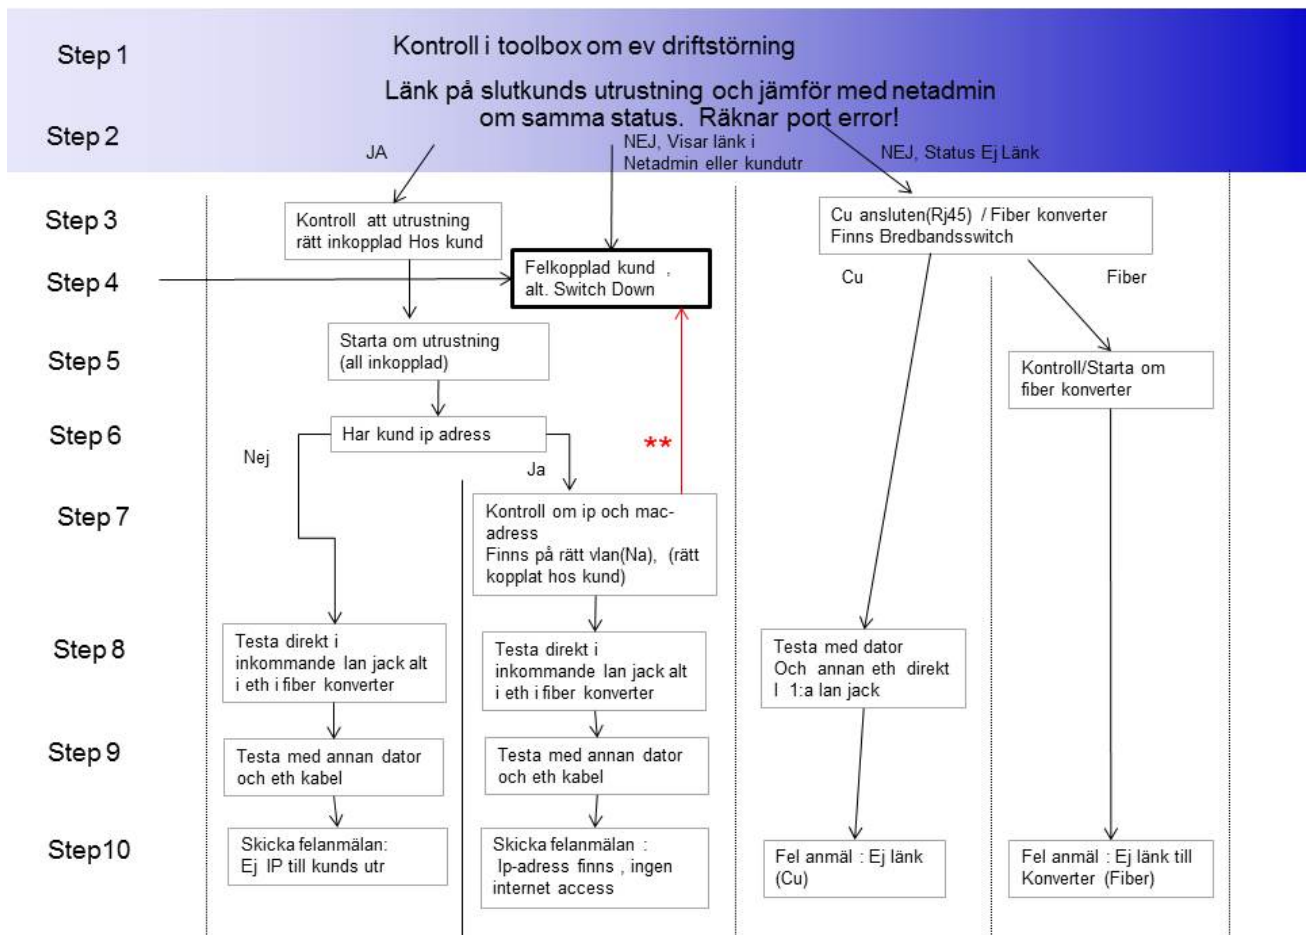 Step 1
Kontroll i toolbox om ev driftstörning
Länk på slutkunds utrustning och jämför med netadmin
om samma status. Räknar port error!
Step 2
JA
NEJ, Visar länk i
Netadmin eller kundutr
NEJ, Status Ej Länk
Step 3
Kontroll att utrustning
rätt inkopplad Hos kund
Cu ansluten(Rj45) / Fiber konverter
Finns Bredbandsswitch
Step 4
Felkopplad kund ,
alt. Switch Down
Cu
Fiber
Step 5
Starta om utrustning
(all inkopplad)
Kontroll/Starta om
fiber konverter
Step 6
Har kund ip adress
Nej
Ja
**
Step 7
Kontroll om ip och mac-
adress
Finns på rätt vlan(Na), (rätt
kopplat hos kund)
Step 8
Testa direkt i
inkommande lan jack alt
i eth i fiber konverter
Testa direkt i
inkommande lan jack alt
i eth i fiber konverter
Testa med dator
Och annan eth direkt
I 1:a lan jack
Step 9
Testa med annan dator
och eth kabel
Testa med annan dator
och eth kabel
Step10
Skicka felanmälan:
Ej IP till kunds utr
Skicka felanmälan :
Ip-adress finns , ingen
internet access
Fel anmäl : Ej länk
(Cu)
Fel anmäl : Ej länk till
Konverter (Fiber)